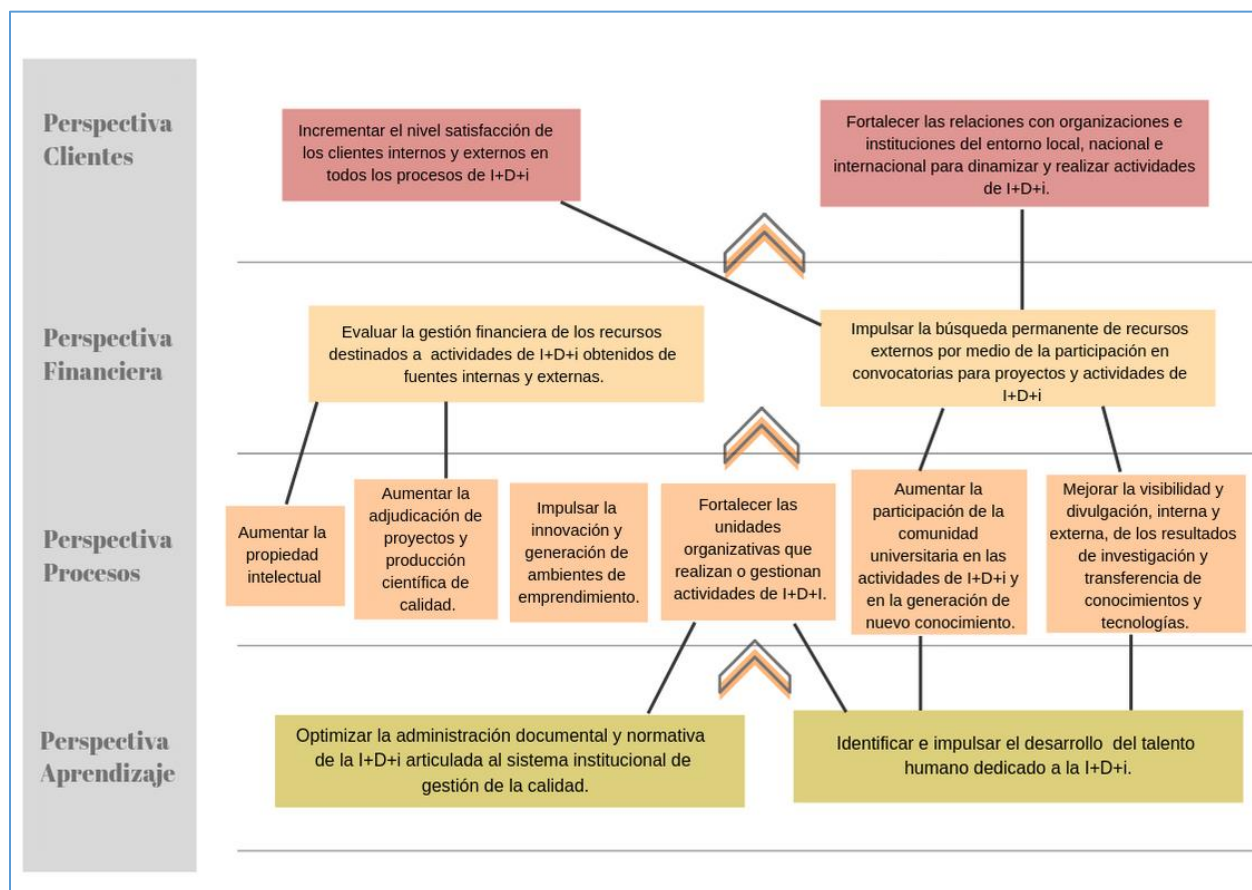 Perspectiva
Clientes
Incrementar el nivel satisfacción de
los clientes internos y externos en
todos los procesos de I+D+i
Fortalecer las relaciones con organizaciones e
instituciones del entorno local, nacional e
internacional para dinamizar y realizar actividades
de I+D+i.
Perspectiva
Financiera
Evaluar la gestión financiera de los recursos
destinados a actividades de I+D+i obtenidos de
fuentes internas y externas.
Impulsar la búsqueda permanente de recursos
externos por medio de la participación en
convocatorias para proyectos y actividades de
I+D+i
Perspectiva
Procesos
Aumentar la
propiedad
intelectual
Aumentar la
adjudicación de
proyectos y
producción
científica de
calidad.
Impulsar la
innovación y
generación de
ambientes de
emprendimiento.
Fortalecer las
unidades
organizativas que
realizan o gestionan
actividades de I+D+I.
Aumentar la
participación de la
comunidad
universitaria en las
actividades de I+D+i y
en la generación de
nuevo conocimiento.
Mejorar la visibilidad y
divulgación, interna y
externa, de los resultados
de investigación y
transferencia de
conocimientos y
tecnologías.
Perspectiva
Aprendizaje
Optimizar la administración documental y normativa
de la I+D+i articulada al sistema institucional de
gestión de la calidad.
Identificar e impulsar el desarrollo del talento
humano dedicado a la I+D+i.